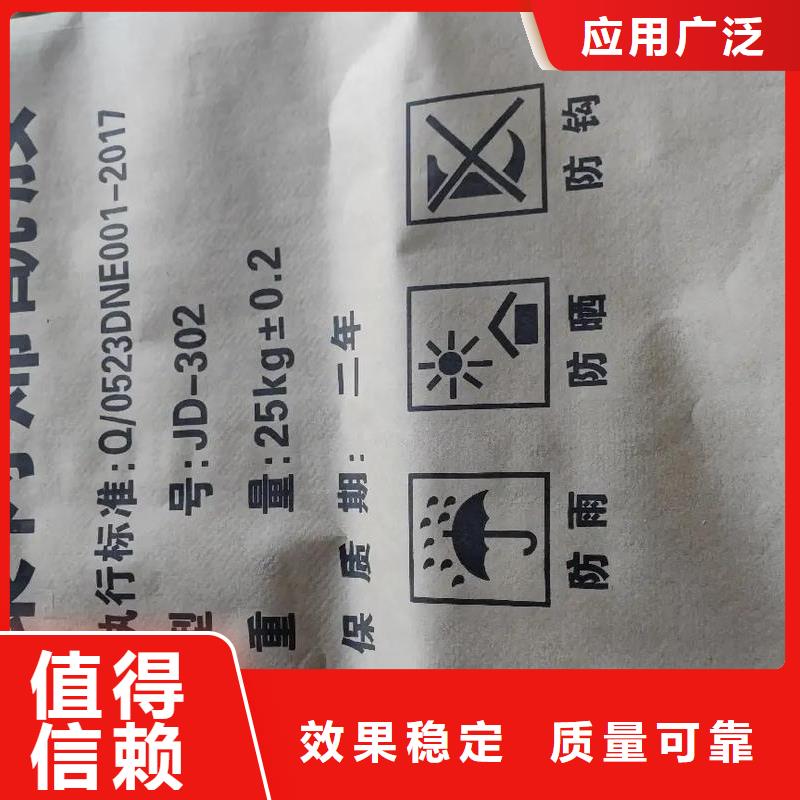 应用广泛
执行标准:Q/0523DNE001-2017
型 号:JD-302
重 量:25kg±0.2
保 质 期: 二年
防雨
防晒
防钩
值得
信赖
效果稳定 质量可靠